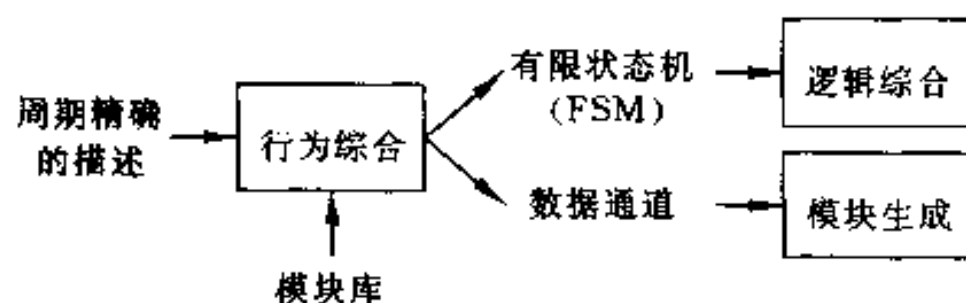 周期精确
的描述
行为综合
模块库
有限状态机
(FSM)
数据通道
逻辑综合
模块生成